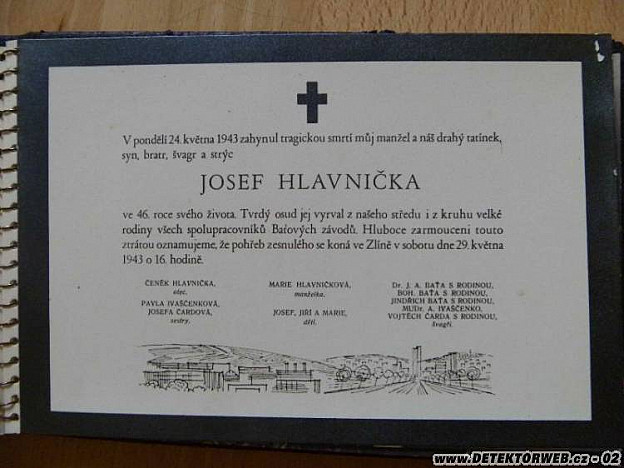 V pondělí 24. května 1943 zahynul tragickou smrtí můj manžel a náš drahý tatínek,
syn, bratr, švagr a strýc
JOSEF HLAVNIČKA
ve 46. roce svého života. Tvrdý osud jej vyrval z našeho středu i z kruhu velké
rodiny všech spolupracovníků Baťových závodů. Hluboce zarmouceni touto
ztrátou oznamujeme, že pohřeb zesnulého se koná ve Zlíně v sobotu dne 29. května
1943 o 16. hodině.
ČENĚK HLAVNIČKA,
otec.
PAVLA IVAŠČENKOVÁ,
JOSEFA ČARDOVÁ,
sestry.
MARIE HLAVNIČKOVÁ,
manželka.
JOSEF, JIŘÍ A MARIE,
děti.
Dr. J. A. BAŤA S RODINOU,
BOH. BAŤA S RODINOU,
JINDŘICH BAŤA S RODINOU,
MUDr. A. IVAŠČENKO,
VOJTĚCH ČARDA S RODINOU,
švagři.
www.DETEKTORWEB.cz - 02